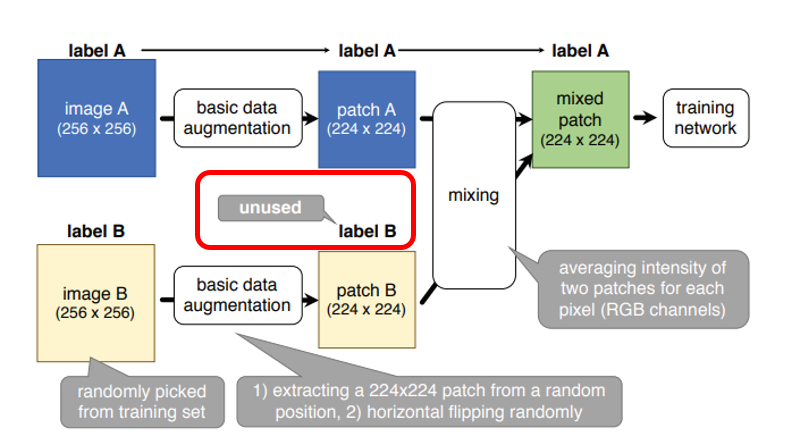 label A
label A
label A
image A
(256 x 256)
basic data
augmentation
patch A
(224 x 224)
mixed
patch
(224 x 224)
training
network
mixing
unused
label B
label B
image B
(256 x 256)
basic data
augmentation
patch B
(224 x 224)
averaging intensity of
two patches for each
pixel (RGB channels)
randomly picked
from training set
1) extracting a 224x224 patch from a random
position, 2) horizontal flipping randomly